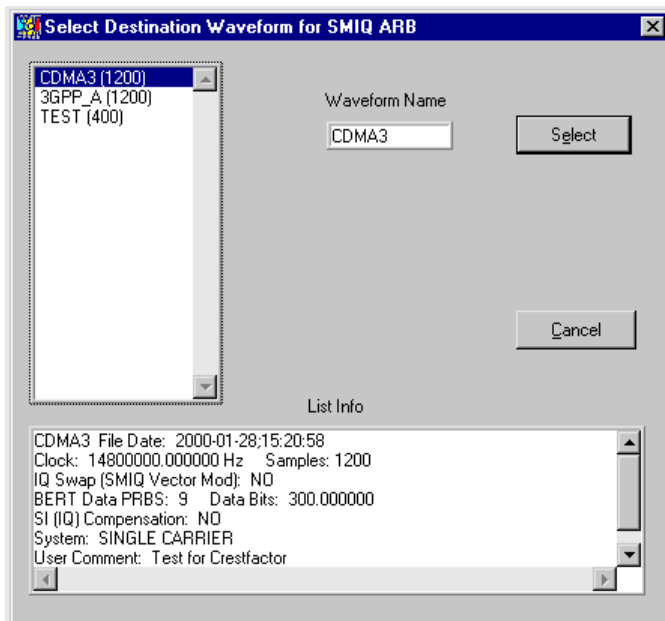 Select Destination Waveform for SMIQ ARB
CDMA3 (1200)
3GPP_A (1200)
TEST (400)
Waveform Name
CDMA3
Select
Cancel
List Info
CDMA3 File Date: 2000-01-28;15:20:58
Clock: 14800000.000000 Hz Samples: 1200
IQ Swap (SMIQ Vector Mod): NO
BERT Data PRBS: 9 Data Bits: 300.000000
SI (IQ) Compensation: NO
System: SINGLE CARRIER
User Comment: Test for Crestfactor